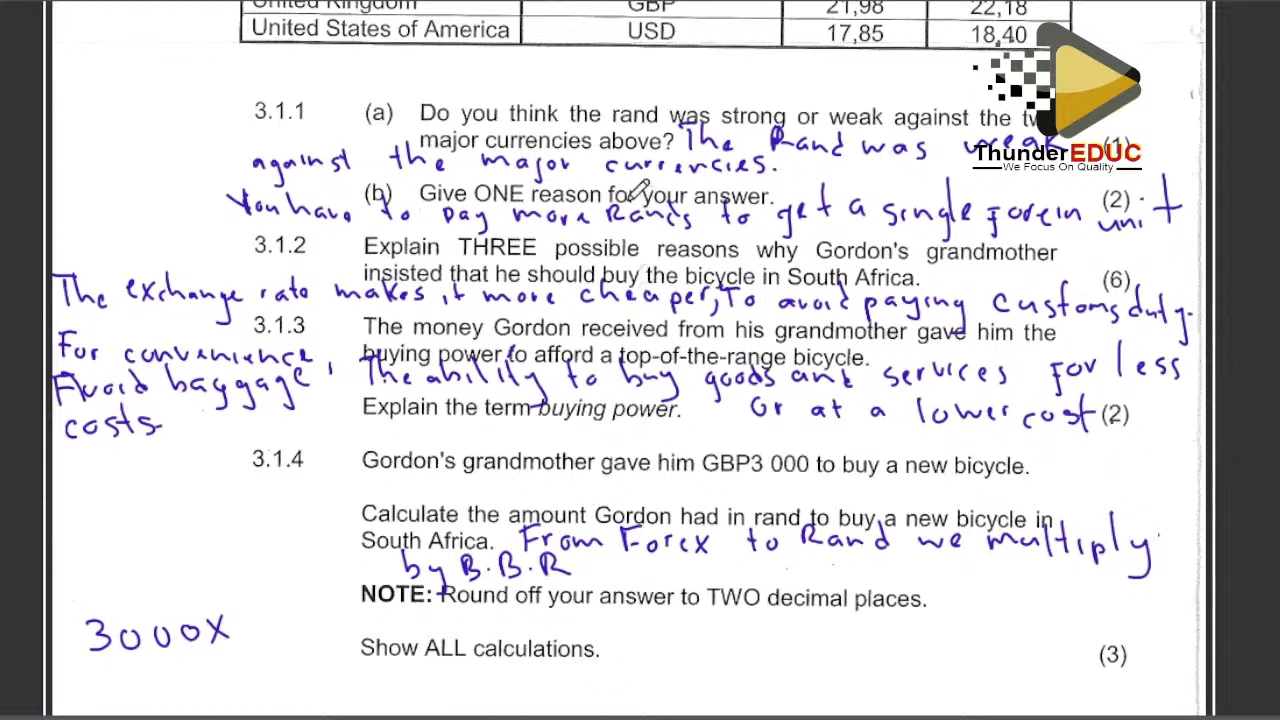 United Kingdom GBP 21,98 22,18
United States of America USD 17,85 18,40
3.1.1 (a) Do you think the rand was strong or weak against the tw
major currencies above? The Rand was weak (1)
against the major currencies.
ThunderEDUC
We Focus On Quality
(b) Give ONE reason for your answer. (2)
You have to pay more Rands to get a single forein unit
3.1.2 Explain THREE possible reasons why Gordon's grandmother
insisted that he should buy the bicycle in South Africa. (6)
The exchange rate makes it more cheaper, To avoid paying customs duty.
3.1.3 The money Gordon received from his grandmother gave him the
For convenience, buying power to afford a top-of-the-range bicycle.
Avoid baggage The ability to buy goods and services for less
Explain the term buying power. or at a lower cost (2)
costs
3.1.4 Gordon's grandmother gave him GBP3 000 to buy a new bicycle.
Calculate the amount Gordon had in rand to buy a new bicycle in
South Africa. From Forex to Rand we multiply
by B.B.R
NOTE: Round off your answer to TWO decimal places.
3000X
Show ALL calculations. (3)